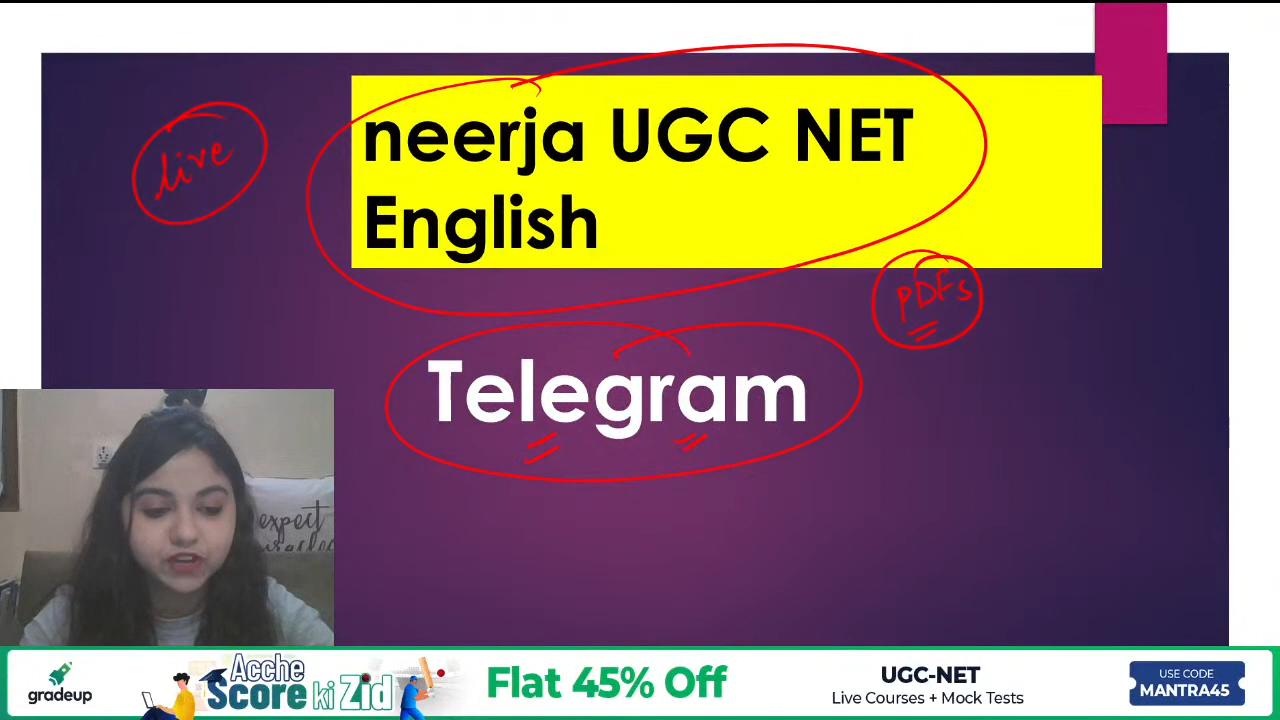 live
neerja UGC NET
English
PDFs
Telegram
expect
gradeup
Acche
Score ki Zid
Flat 45% Off
UGC-NET
Live Courses + Mock Tests
USE CODE
MANTRA45